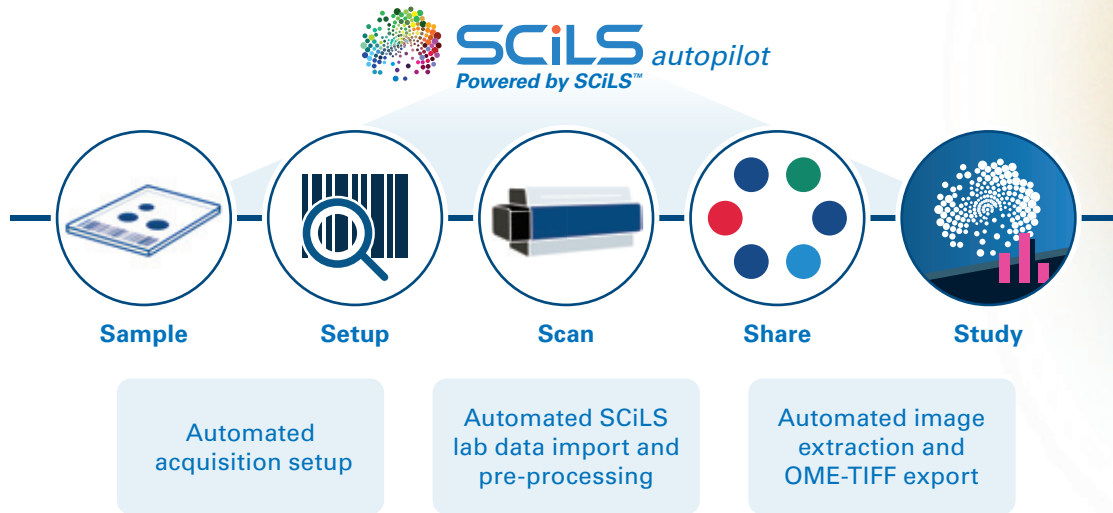 SCiLS autopilot
Powered by SCiLS™
Sample
Setup
Scan
Share
Study
Automated
acquisition setup
Automated SCiLS
lab data import and
pre-processing
Automated image
extraction and
OME-TIFF export